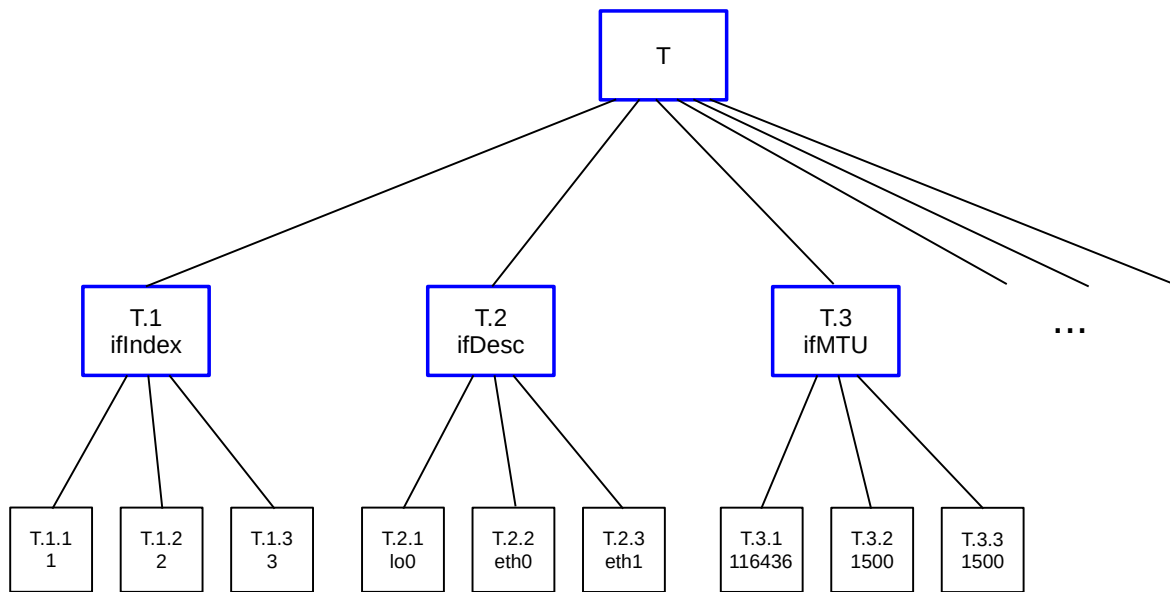 T
T.1
ifIndex
T.2
ifDesc
T.3
ifMTU
...
T.1.1
1
T.1.2
2
T.1.3
3
T.2.1
lo0
T.2.2
eth0
T.2.3
eth1
T.3.1
116436
T.3.2
1500
T.3.3
1500